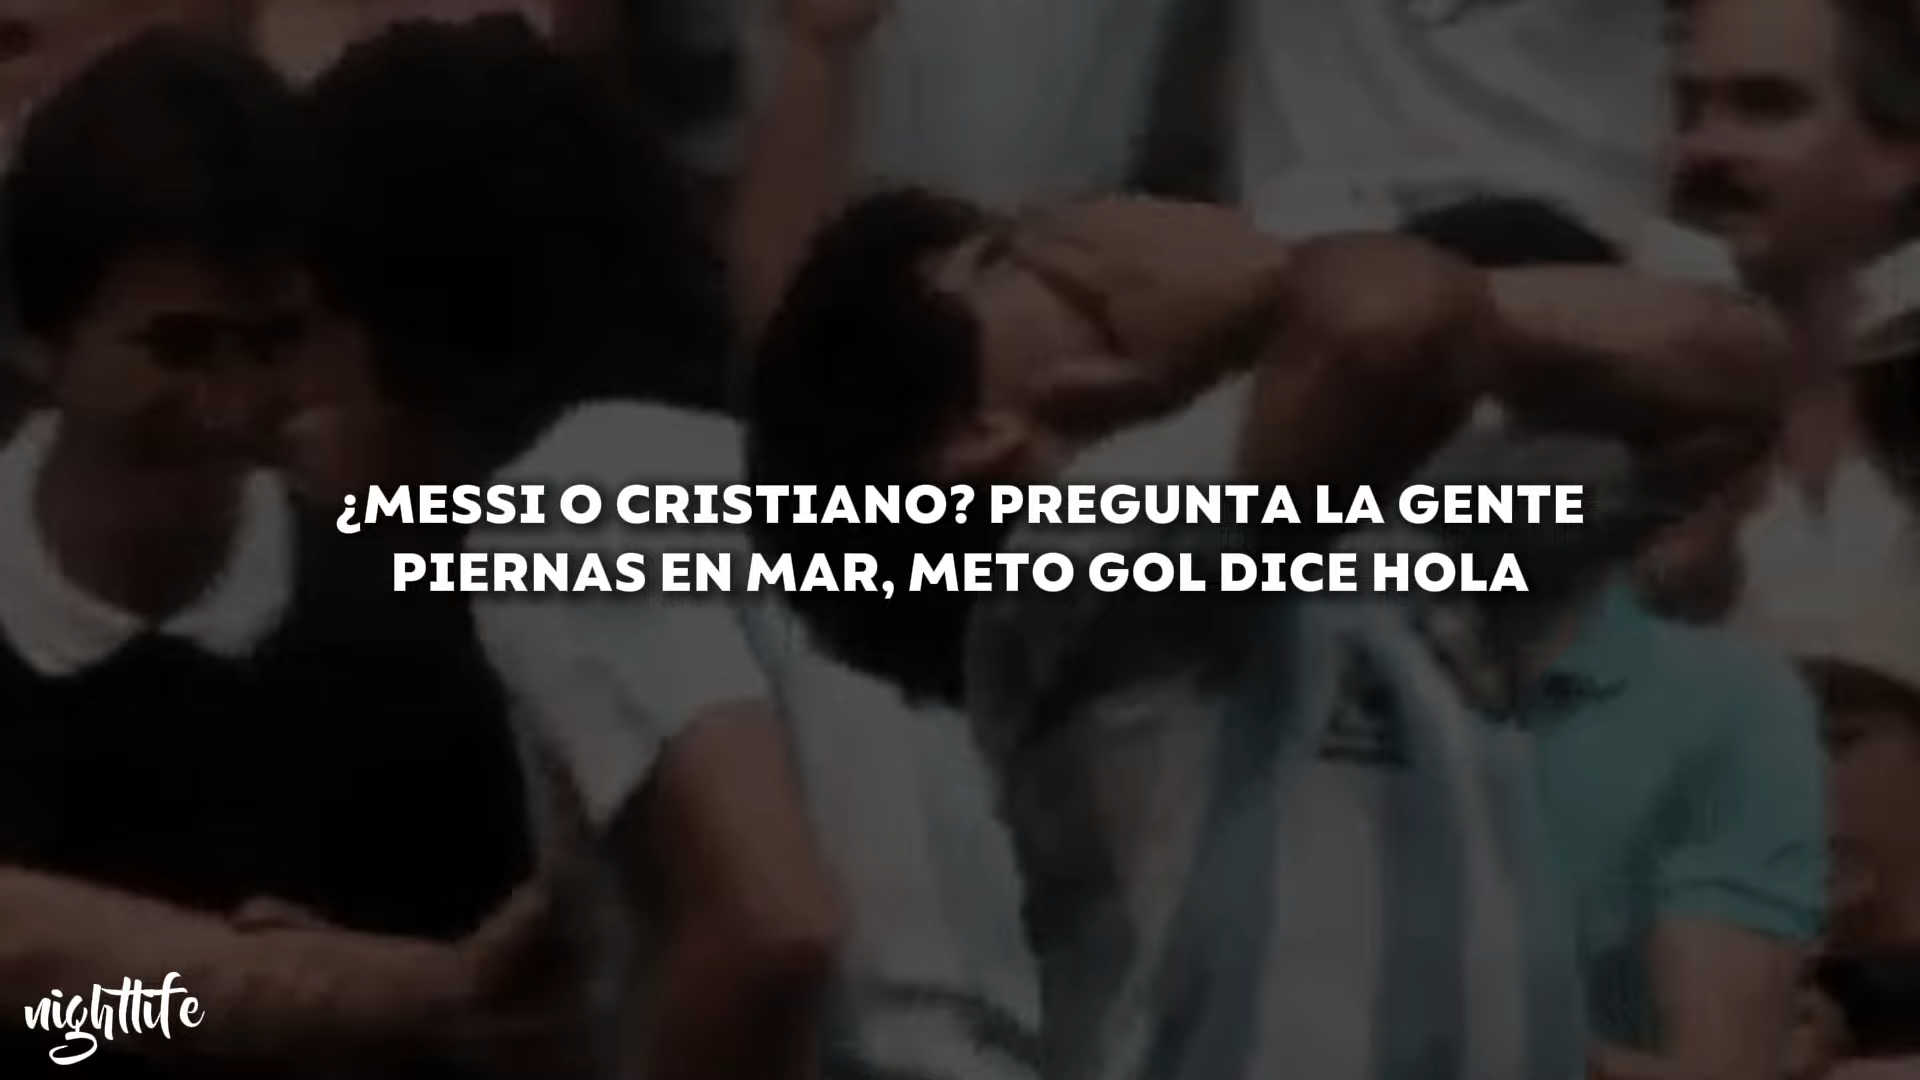 ¿MESSI O CRISTIANO? PREGUNTA LA GENTE
PIERNAS EN MAR, METO GOL DICE HOLA
nightlife